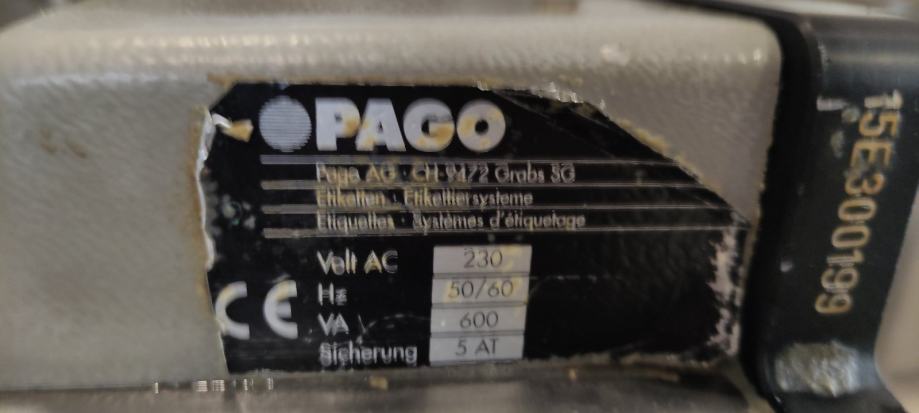 PAGO
Pago AG · CH-9472 Grabs SG
Etiketten · Etikettiersysteme
Etiquettes · Systèmes d'étiquetage
Volt AC 230
Hz 50/60
VA 600
Sicherung 5 AT
CE
15E300199